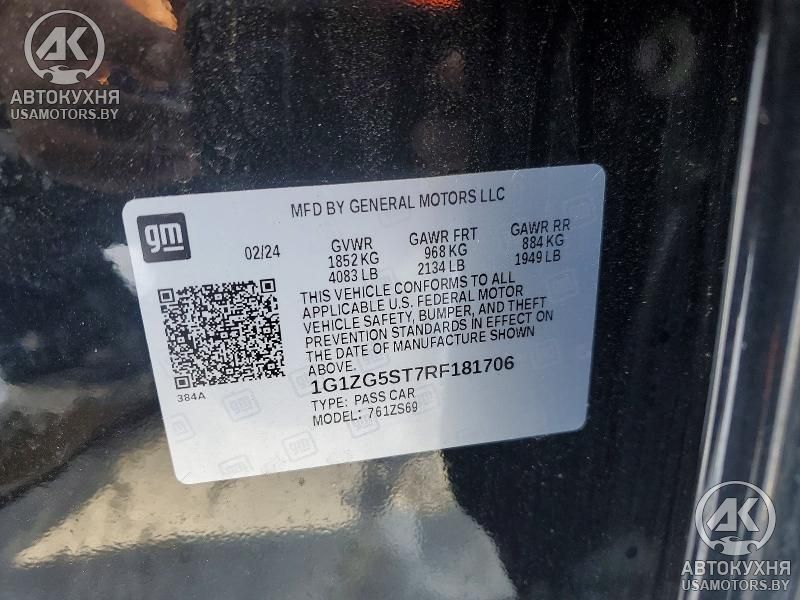 AK
АВТОКУХНЯ
USAMOTORS.BY
MFD BY GENERAL MOTORS LLC
gm
02/24
GVWR
1852 KG
4083 LB
GAWR FRT
968 KG
2134 LB
GAWR RR
884 KG
1949 LB
THIS VEHICLE CONFORMS TO ALL
APPLICABLE U.S. FEDERAL MOTOR
VEHICLE SAFETY, BUMPER, AND THEFT
PREVENTION STANDARDS IN EFFECT ON
THE DATE OF MANUFACTURE SHOWN
ABOVE.
384A
1G1ZG5ST7RF181706
TYPE: PASS CAR
MODEL: 761ZS69
AK
АВТОКУХНЯ
USAMOTORS.BY